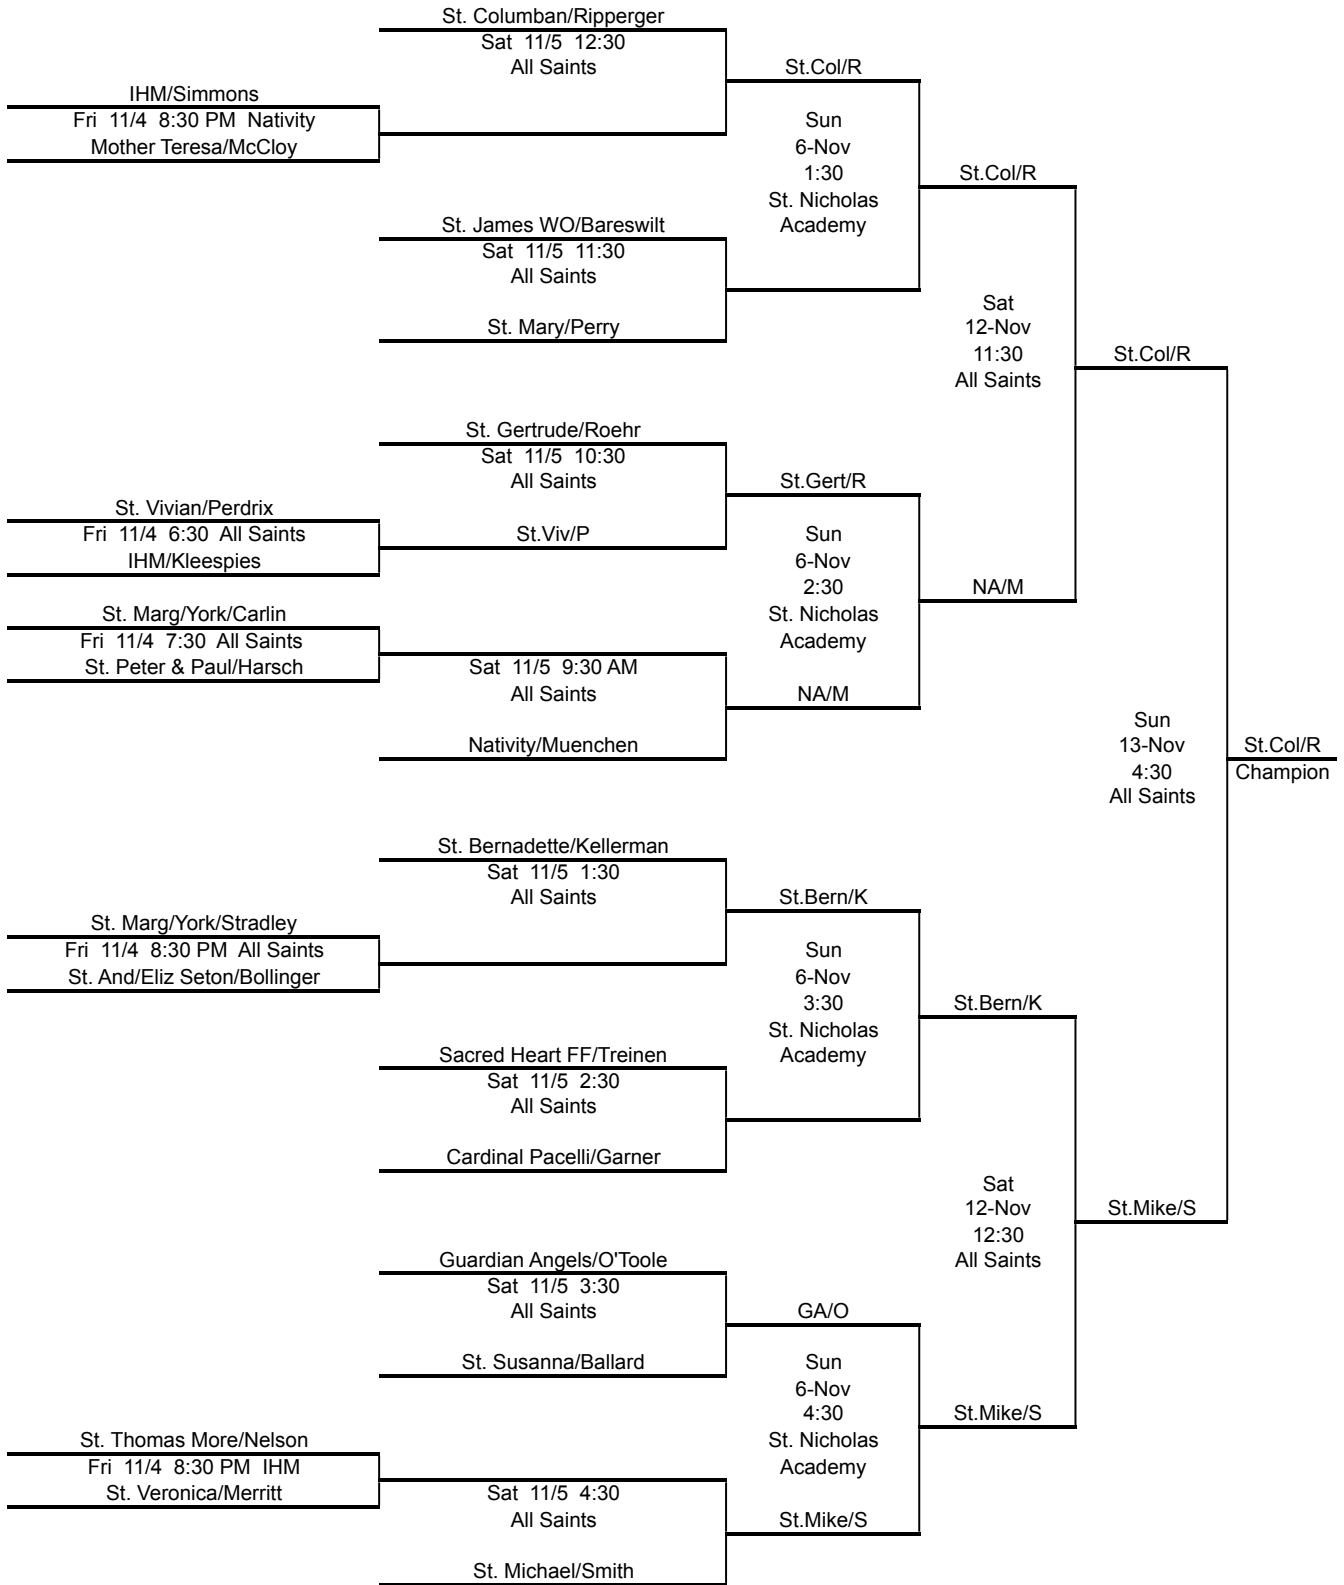 St. Columban/Ripperger
Sat 11/5 12:30
All Saints
St.Col/R
IHM/Simmons
Fri 11/4 8:30 PM Nativity
Mother Teresa/McCloy
Sun
6-Nov
1:30
St. Nicholas
Academy
St.Col/R
St. James WO/Bareswilt
Sat 11/5 11:30
All Saints
St. Mary/Perry
Sat
12-Nov
11:30
All Saints
St.Col/R
St. Gertrude/Roehr
Sat 11/5 10:30
All Saints
St.Gert/R
St. Vivian/Perdrix
Fri 11/4 6:30 All Saints
IHM/Kleespies
St.Viv/P
Sun
6-Nov
2:30
St. Nicholas
Academy
NA/M
St. Marg/York/Carlin
Fri 11/4 7:30 All Saints
St. Peter & Paul/Harsch
Sat 11/5 9:30 AM
All Saints
NA/M
Nativity/Muenchen
Sun
13-Nov
4:30
All Saints
St.Col/R
Champion
St. Bernadette/Kellerman
Sat 11/5 1:30
All Saints
St.Bern/K
St. Marg/York/Stradley
Fri 11/4 8:30 PM All Saints
St. And/Eliz Seton/Bollinger
Sun
6-Nov
3:30
St. Nicholas
Academy
St.Bern/K
Sacred Heart FF/Treinen
Sat 11/5 2:30
All Saints
Cardinal Pacelli/Garner
Sat
12-Nov
12:30
All Saints
St.Mike/S
Guardian Angels/O'Toole
Sat 11/5 3:30
All Saints
GA/O
St. Susanna/Ballard
Sun
6-Nov
4:30
St. Nicholas
Academy
St.Mike/S
St. Thomas More/Nelson
Fri 11/4 8:30 PM IHM
St. Veronica/Merritt
Sat 11/5 4:30
All Saints
St.Mike/S
St. Michael/Smith